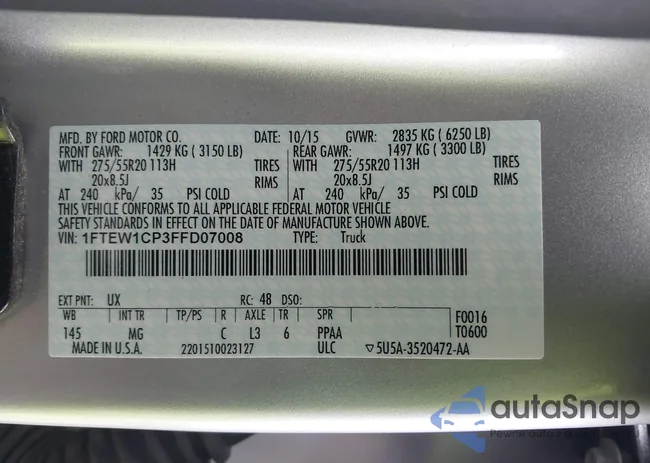 MFD. BY FORD MOTOR CO. DATE: 10/15 GVWR: 2835 KG ( 6250 LB)
FRONT GAWR: 1429 KG ( 3150 LB) REAR GAWR: 1497 KG ( 3300 LB)
WITH 275/55R20 113H TIRES WITH 275/55R20 113H TIRES
20x8.5J RIMS 20x8.5J RIMS
AT 240 kPa/ 35 PSI COLD AT 240 kPa/ 35 PSI COLD
THIS VEHICLE CONFORMS TO ALL APPLICABLE FEDERAL MOTOR VEHICLE
SAFETY STANDARDS IN EFFECT ON THE DATE OF MANUFACTURE SHOWN ABOVE.
VIN: 1FTEW1CP3FFD07008 TYPE: Truck
EXT PNT: UX RC: 48 DSO:
WB INT TR TP/PS R AXLE TR SPR F0016
145 MG C L3 6 PPAA T0600
MADE IN U.S.A. 2201510023127 ULC ▽5U5A-3520472-AA
autaSnap
Pewne auto z